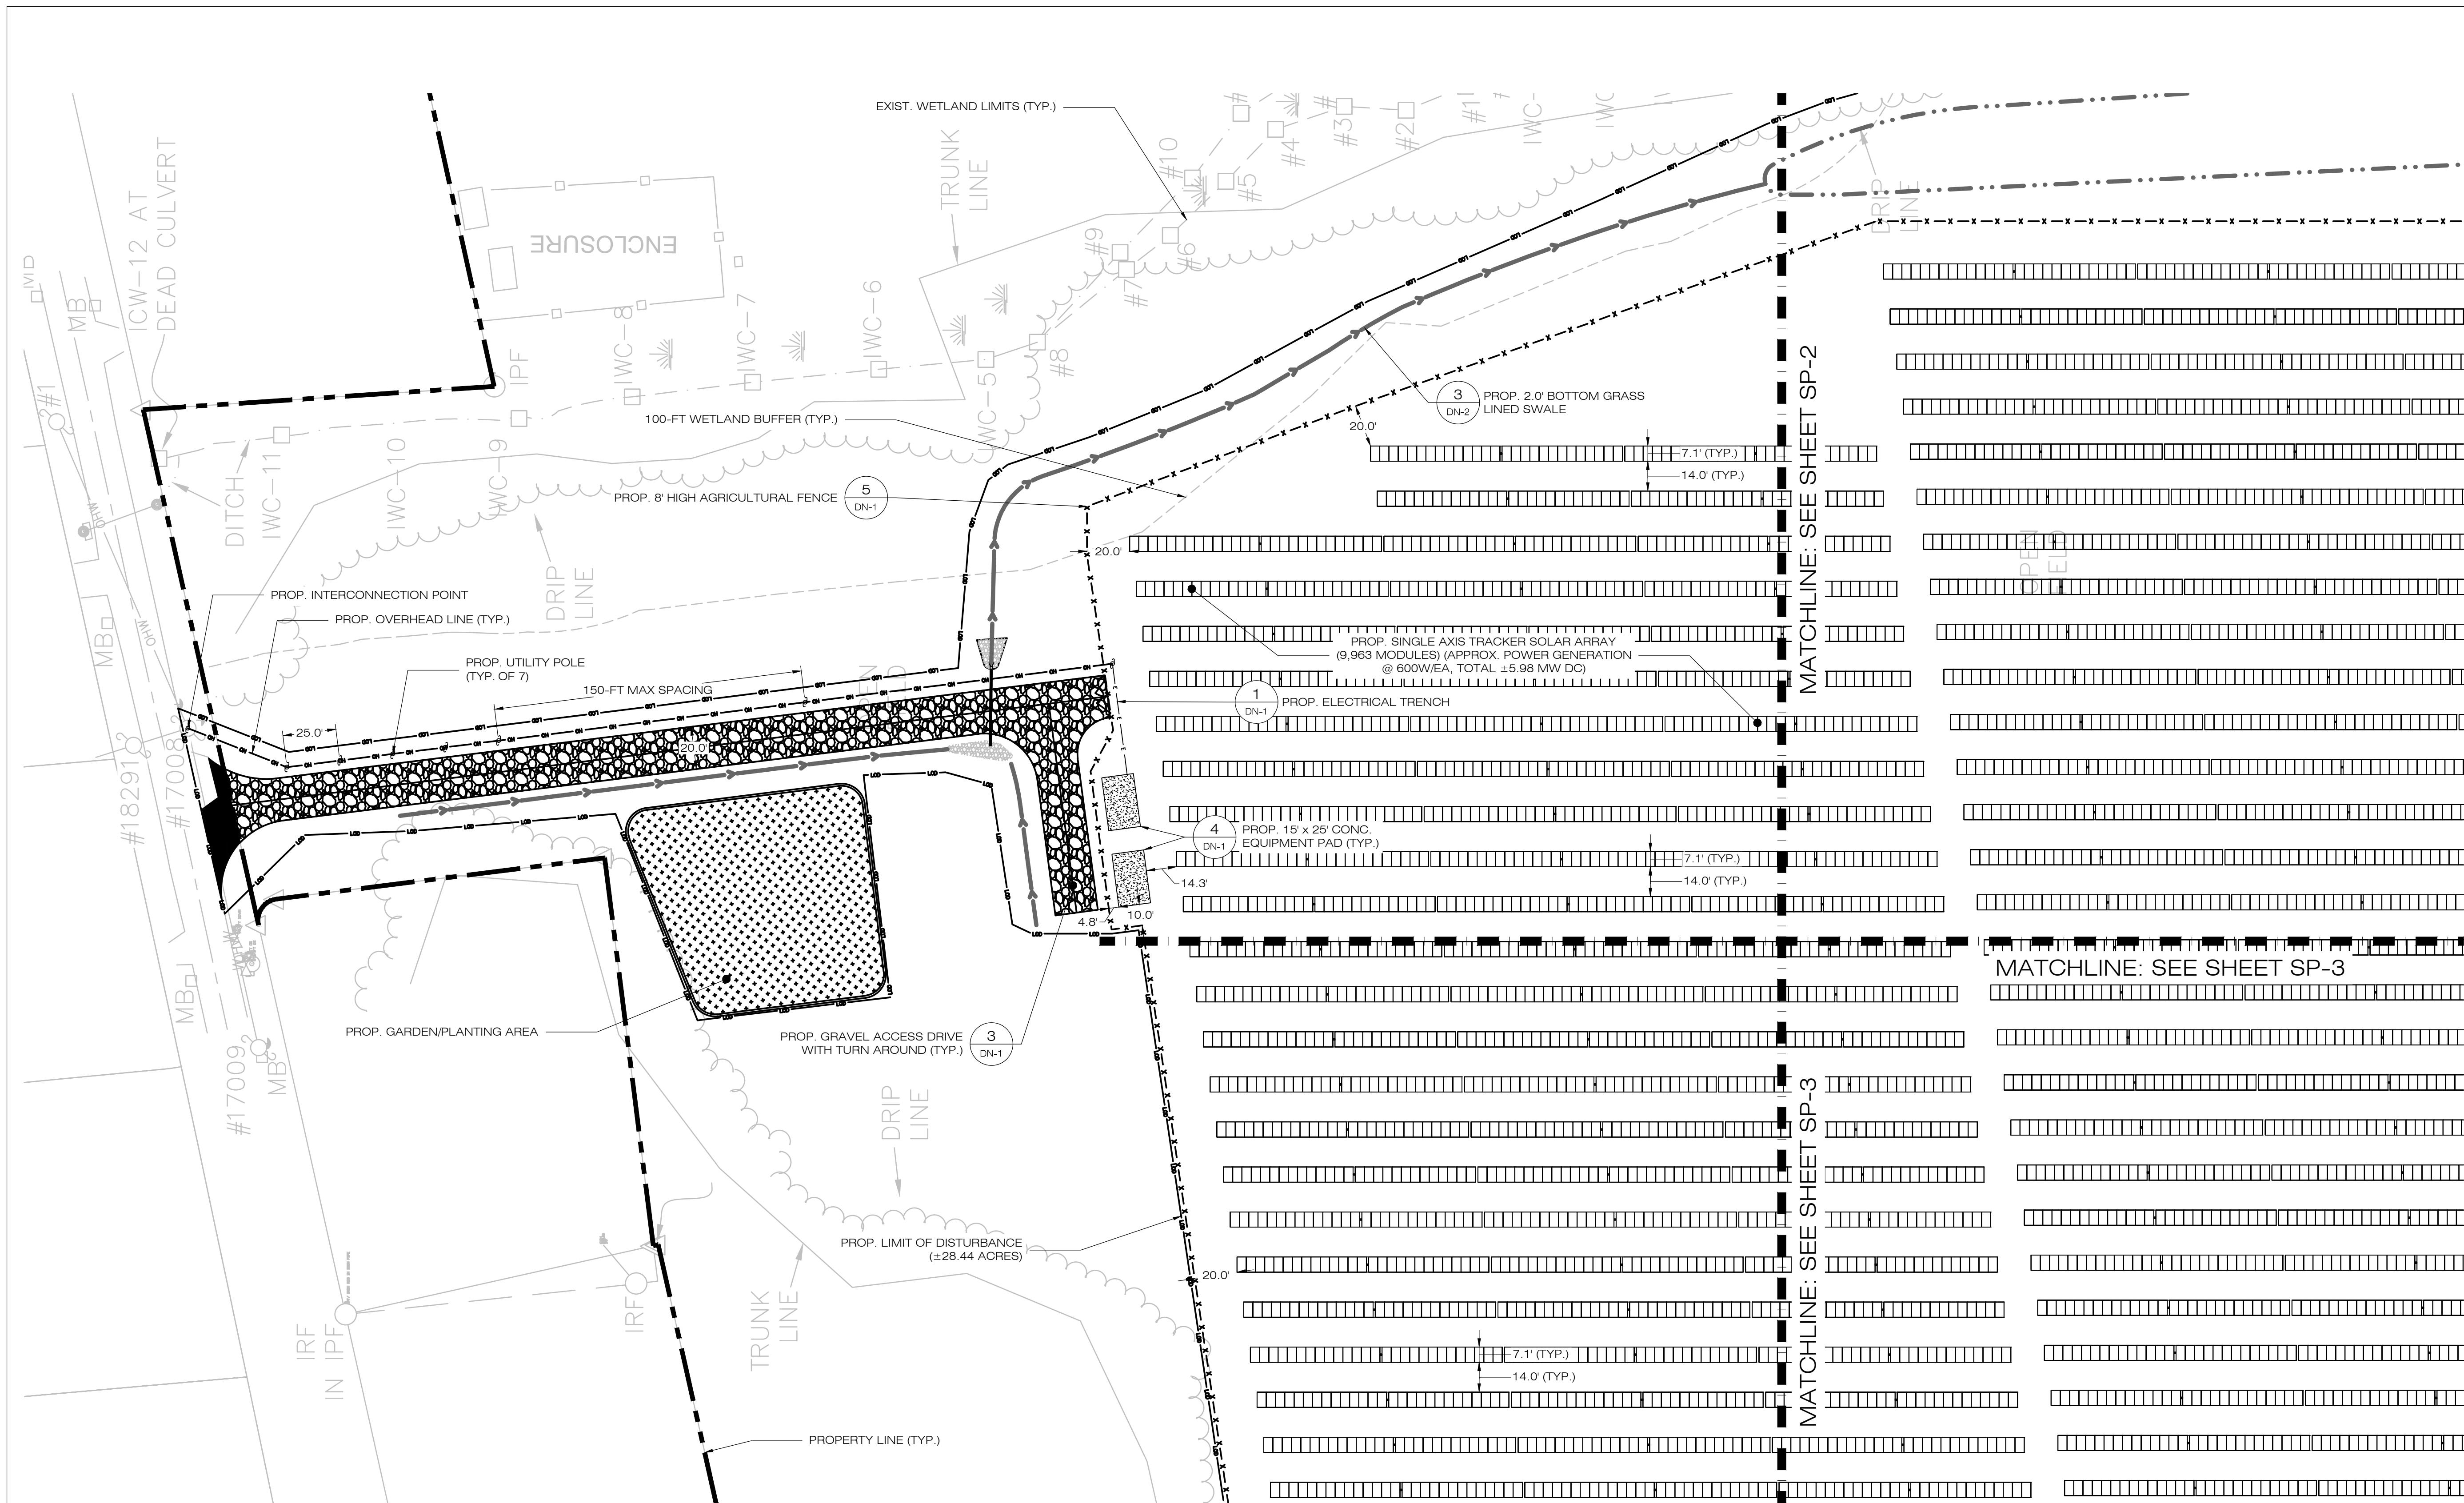 EXIST. WETLAND LIMITS (TYP.)
ICW-12 AT
DEAD CULVERT
MB
#1
ENCLOSURE
TRUNK
LINE
#10
#5
#4
#3
#2
#1
IWC-
IWC
#9
#7
#6
#8
DRIP
LINE
IPF
IWC-8
IWC-7
IWC-6
IWC-5
100-FT WETLAND BUFFER (TYP.)
3
DN-2
PROP. 2.0' BOTTOM GRASS
LINED SWALE
20.0'
7.1' (TYP.)
14.0' (TYP.)
MATCHLINE: SEE SHEET SP-2
DITCH
IWC-11
IWC-10
IWC-9
OHW
OHW
PROP. 8' HIGH AGRICULTURAL FENCE
5
DN-1
20.0'
DRIP
LINE
PROP. INTERCONNECTION POINT
PROP. OVERHEAD LINE (TYP.)
MB
PROP. UTILITY POLE
(TYP. OF 7)
150-FT MAX SPACING
PROP. SINGLE AXIS TRACKER SOLAR ARRAY
(9,963 MODULES) (APPROX. POWER GENERATION
@ 600W/EA, TOTAL ±5.98 MW DC)
1
DN-1
PROP. ELECTRICAL TRENCH
25.0'
20.0'
#18291
#17008
4
DN-1
PROP. 15' x 25' CONC.
EQUIPMENT PAD (TYP.)
7.1' (TYP.)
14.0' (TYP.)
14.3'
4.8'
10.0'
MB
MATCHLINE: SEE SHEET SP-3
PROP. GARDEN/PLANTING AREA
PROP. GRAVEL ACCESS DRIVE
WITH TURN AROUND (TYP.)
3
DN-1
#17009
MB
DRIP
LINE
MATCHLINE: SEE SHEET SP-3
PROP. LIMIT OF DISTURBANCE
(±28.44 ACRES)
20.0'
IRF
IN IPF
IRF
TRUNK
LINE
7.1' (TYP.)
14.0' (TYP.)
PROPERTY LINE (TYP.)